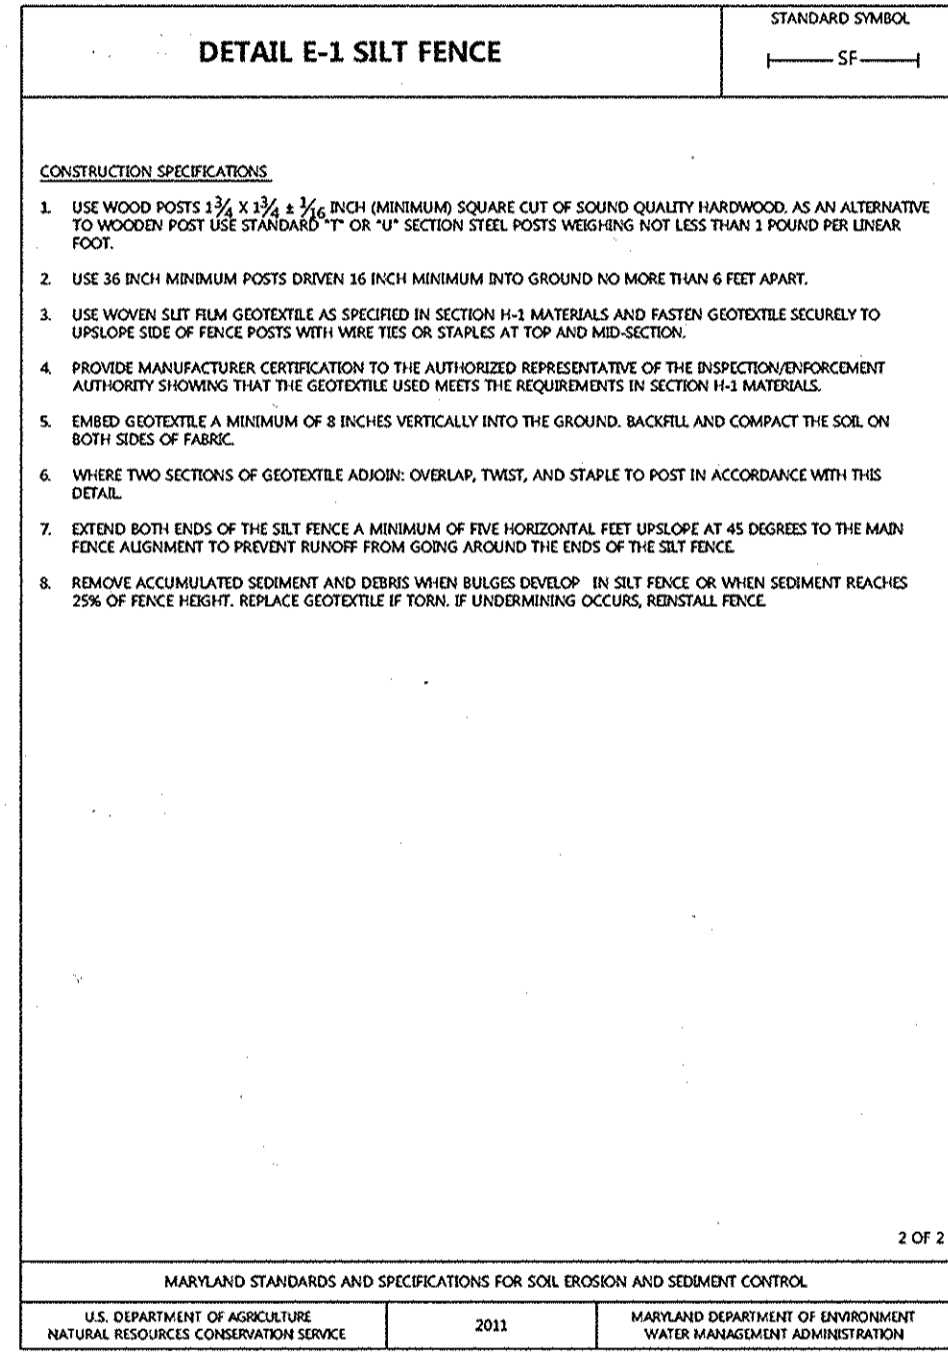 DETAIL E-1 SILT FENCE
STANDARD SYMBOL
SF
CONSTRUCTION SPECIFICATIONS
1. USE WOOD POSTS 1¾ X 1¾ ± 1/16 INCH (MINIMUM) SQUARE CUT OF SOUND QUALITY HARDWOOD. AS AN ALTERNATIVE
TO WOODEN POST USE STANDARD "T" OR "U" SECTION STEEL POSTS WEIGHING NOT LESS THAN 1 POUND PER LINEAR
FOOT.
2. USE 36 INCH MINIMUM POSTS DRIVEN 16 INCH MINIMUM INTO GROUND NO MORE THAN 6 FEET APART.
3. USE WOVEN SLIT FILM GEOTEXTILE AS SPECIFIED IN SECTION H-1 MATERIALS AND FASTEN GEOTEXTILE SECURELY TO
UPSLOPE SIDE OF FENCE POSTS WITH WIRE TIES OR STAPLES AT TOP AND MID-SECTION.
4. PROVIDE MANUFACTURER CERTIFICATION TO THE AUTHORIZED REPRESENTATIVE OF THE INSPECTION/ENFORCEMENT
AUTHORITY SHOWING THAT THE GEOTEXTILE USED MEETS THE REQUIREMENTS IN SECTION H-1 MATERIALS.
5. EMBED GEOTEXTILE A MINIMUM OF 8 INCHES VERTICALLY INTO THE GROUND. BACKFILL AND COMPACT THE SOIL ON
BOTH SIDES OF FABRIC.
6. WHERE TWO SECTIONS OF GEOTEXTILE ADJOIN: OVERLAP, TWIST, AND STAPLE TO POST IN ACCORDANCE WITH THIS
DETAIL.
7. EXTEND BOTH ENDS OF THE SILT FENCE A MINIMUM OF FIVE HORIZONTAL FEET UPSLOPE AT 45 DEGREES TO THE MAIN
FENCE ALIGNMENT TO PREVENT RUNOFF FROM GOING AROUND THE ENDS OF THE SILT FENCE.
8. REMOVE ACCUMULATED SEDIMENT AND DEBRIS WHEN BULGES DEVELOP IN SILT FENCE OR WHEN SEDIMENT REACHES
25% OF FENCE HEIGHT. REPLACE GEOTEXTILE IF TORN. IF UNDERMINING OCCURS, REINSTALL FENCE.
2 OF 2
MARYLAND STANDARDS AND SPECIFICATIONS FOR SOIL EROSION AND SEDIMENT CONTROL
U.S. DEPARTMENT OF AGRICULTURE
NATURAL RESOURCES CONSERVATION SERVICE
2011
MARYLAND DEPARTMENT OF ENVIRONMENT
WATER MANAGEMENT ADMINISTRATION